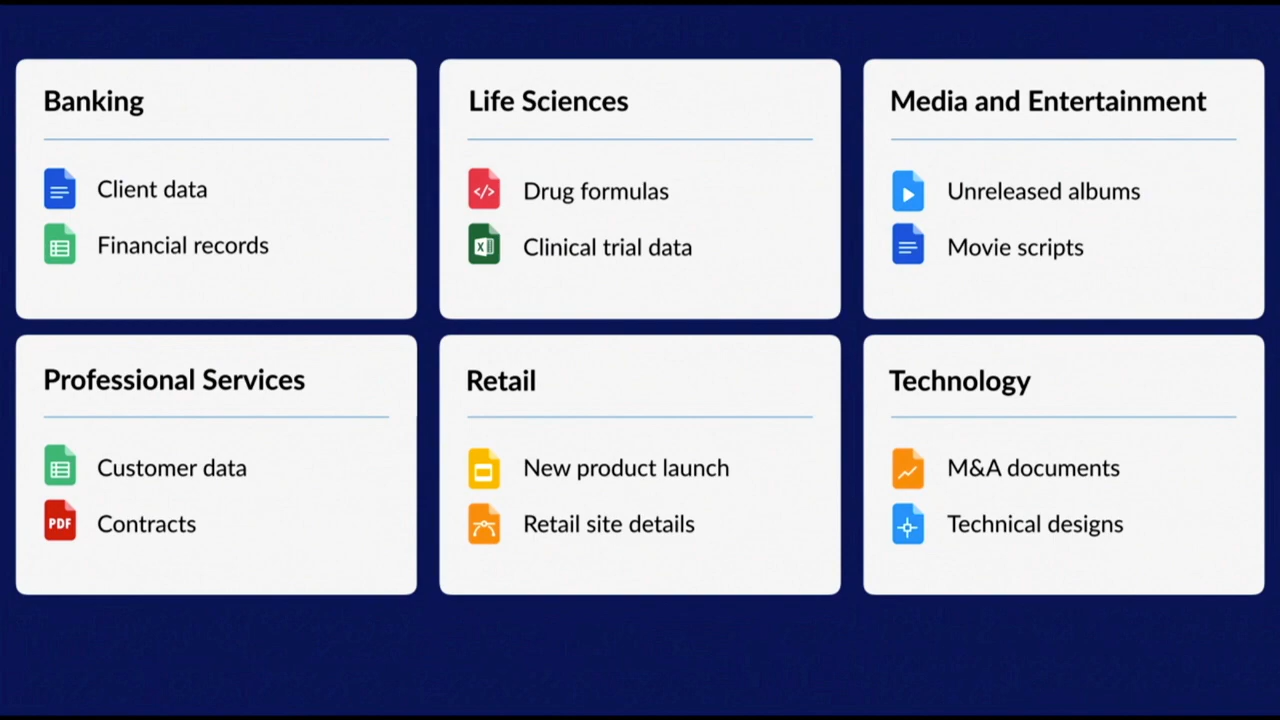 Banking
Client data
Financial records
Life Sciences
Drug formulas
Clinical trial data
Media and Entertainment
Unreleased albums
Movie scripts
Professional Services
Customer data
PDF
Contracts
Retail
New product launch
Retail site details
Technology
M&A documents
Technical designs